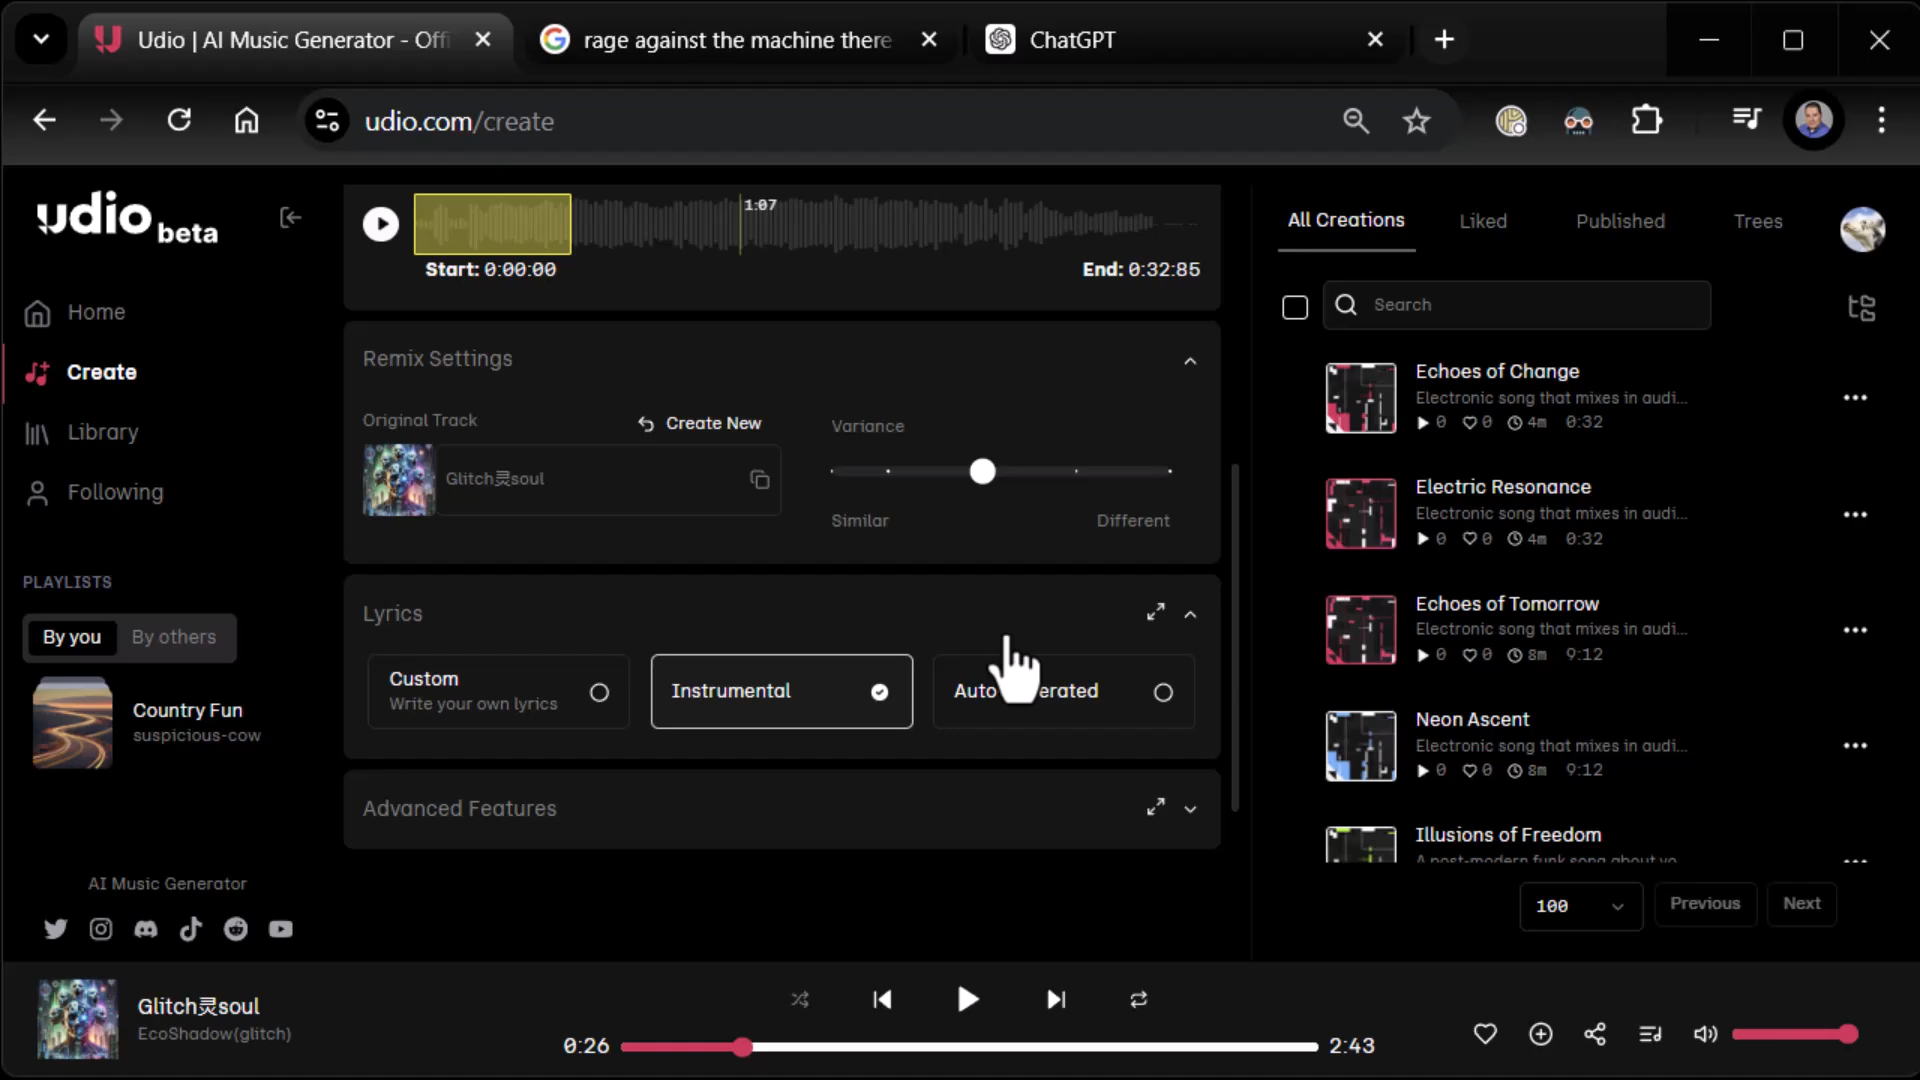 Udio | AI Music Generator - Offi
rage against the machine there
ChatGPT
udio.com/create
udio beta
Home
Create
Library
Following
PLAYLISTS
By you
By others
Country Fun
suspicious-cow
AI Music Generator
1:07
Start: 0:00:00
End: 0:32:85
Remix Settings
Original Track
Create New
Glitch灵soul
Variance
Similar
Different
Lyrics
Custom
Write your own lyrics
Instrumental
Auto erated
Advanced Features
All Creations
Liked
Published
Trees
Search
Echoes of Change
Electronic song that mixes in audi...
0 0 4m 0:32
Electric Resonance
Electronic song that mixes in audi...
0 0 4m 0:32
Echoes of Tomorrow
Electronic song that mixes in audi...
0 0 8m 9:12
Neon Ascent
Electronic song that mixes in audi...
0 0 8m 9:12
Illusions of Freedom
A post-modern funk song about yo...
100
Previous
Next
Glitch灵soul
EcoShadow(glitch)
0:26
2:43